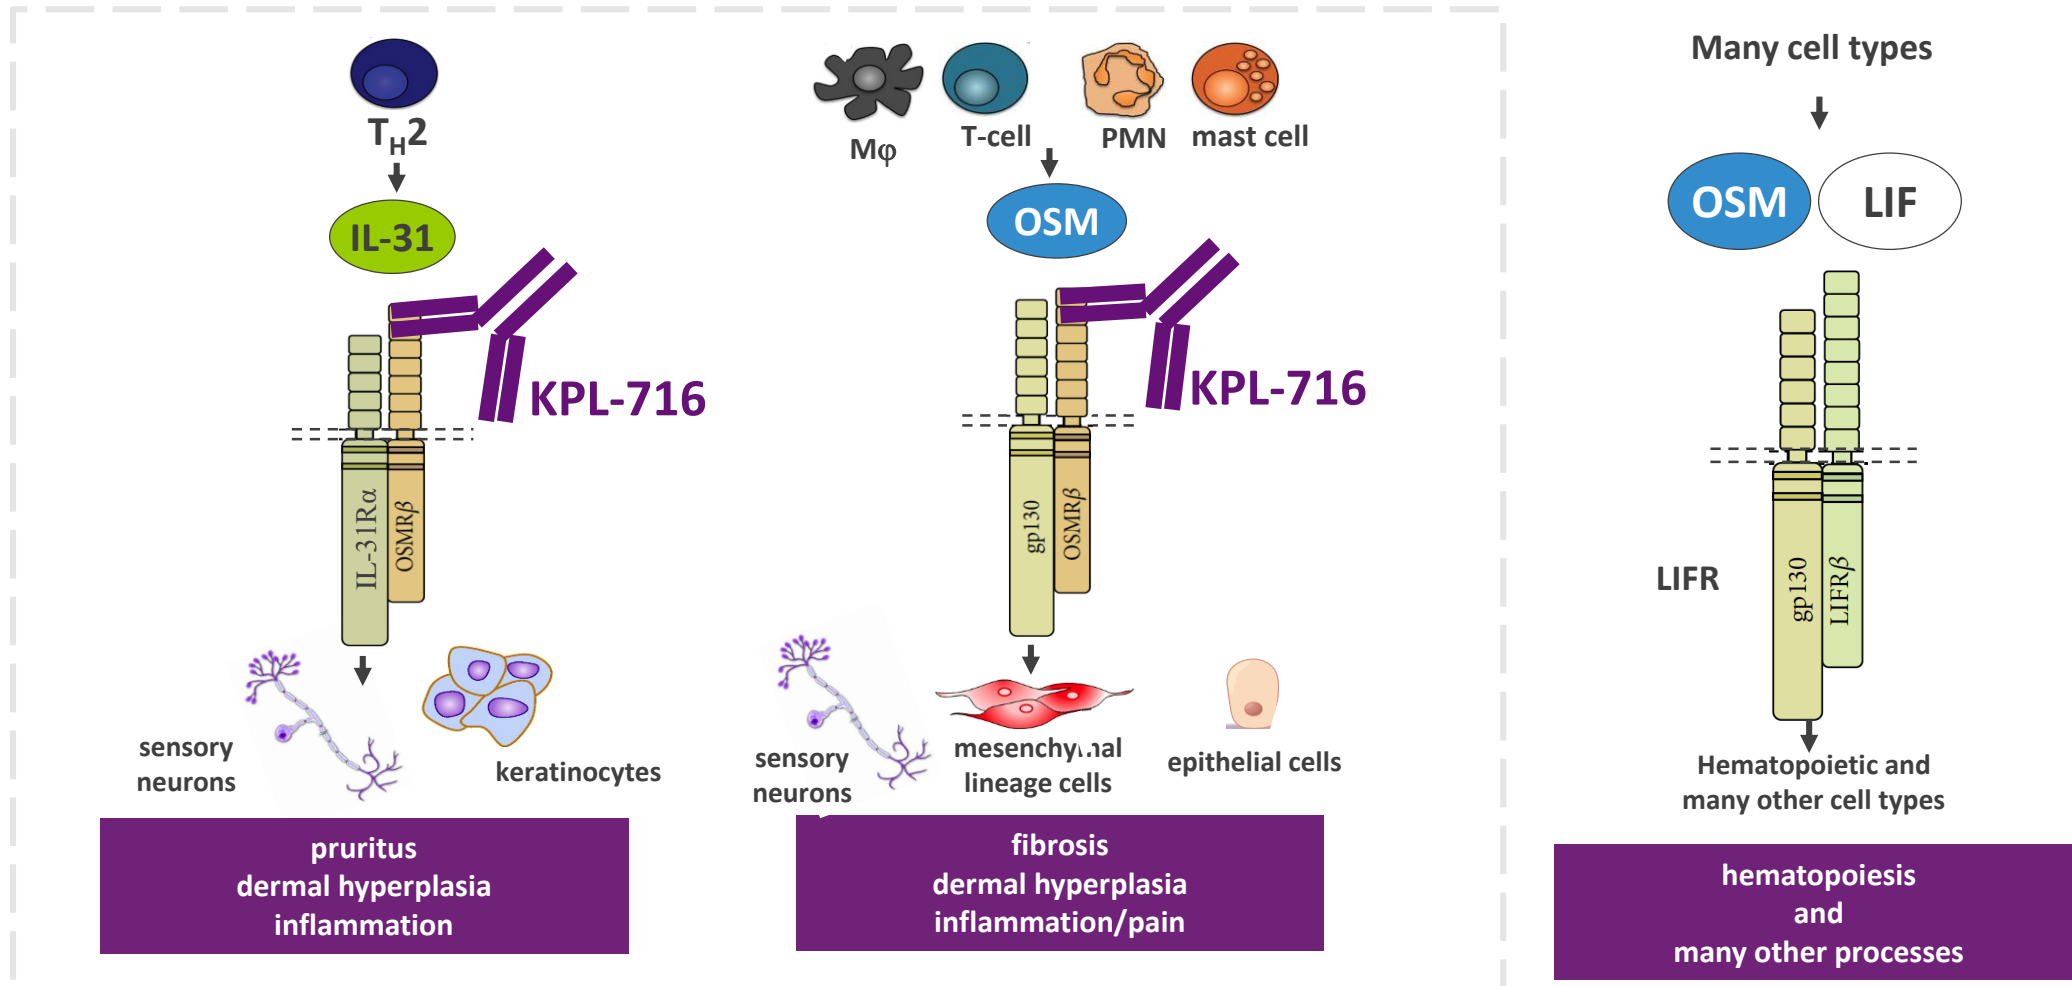 T_H2
IL-31
KPL-716
IL-31Rα
OSMRβ
sensory
neurons
keratinocytes
pruritus
dermal hyperplasia
inflammation
Mφ
T-cell
PMN
mast cell
OSM
KPL-716
gp130
OSMRβ
sensory
neurons
mesenchymal
lineage cells
epithelial cells
fibrosis
dermal hyperplasia
inflammation/pain
Many cell types
OSM
LIF
LIFR
gp130
LIFRβ
Hematopoietic and
many other cell types
hematopoiesis
and
many other processes